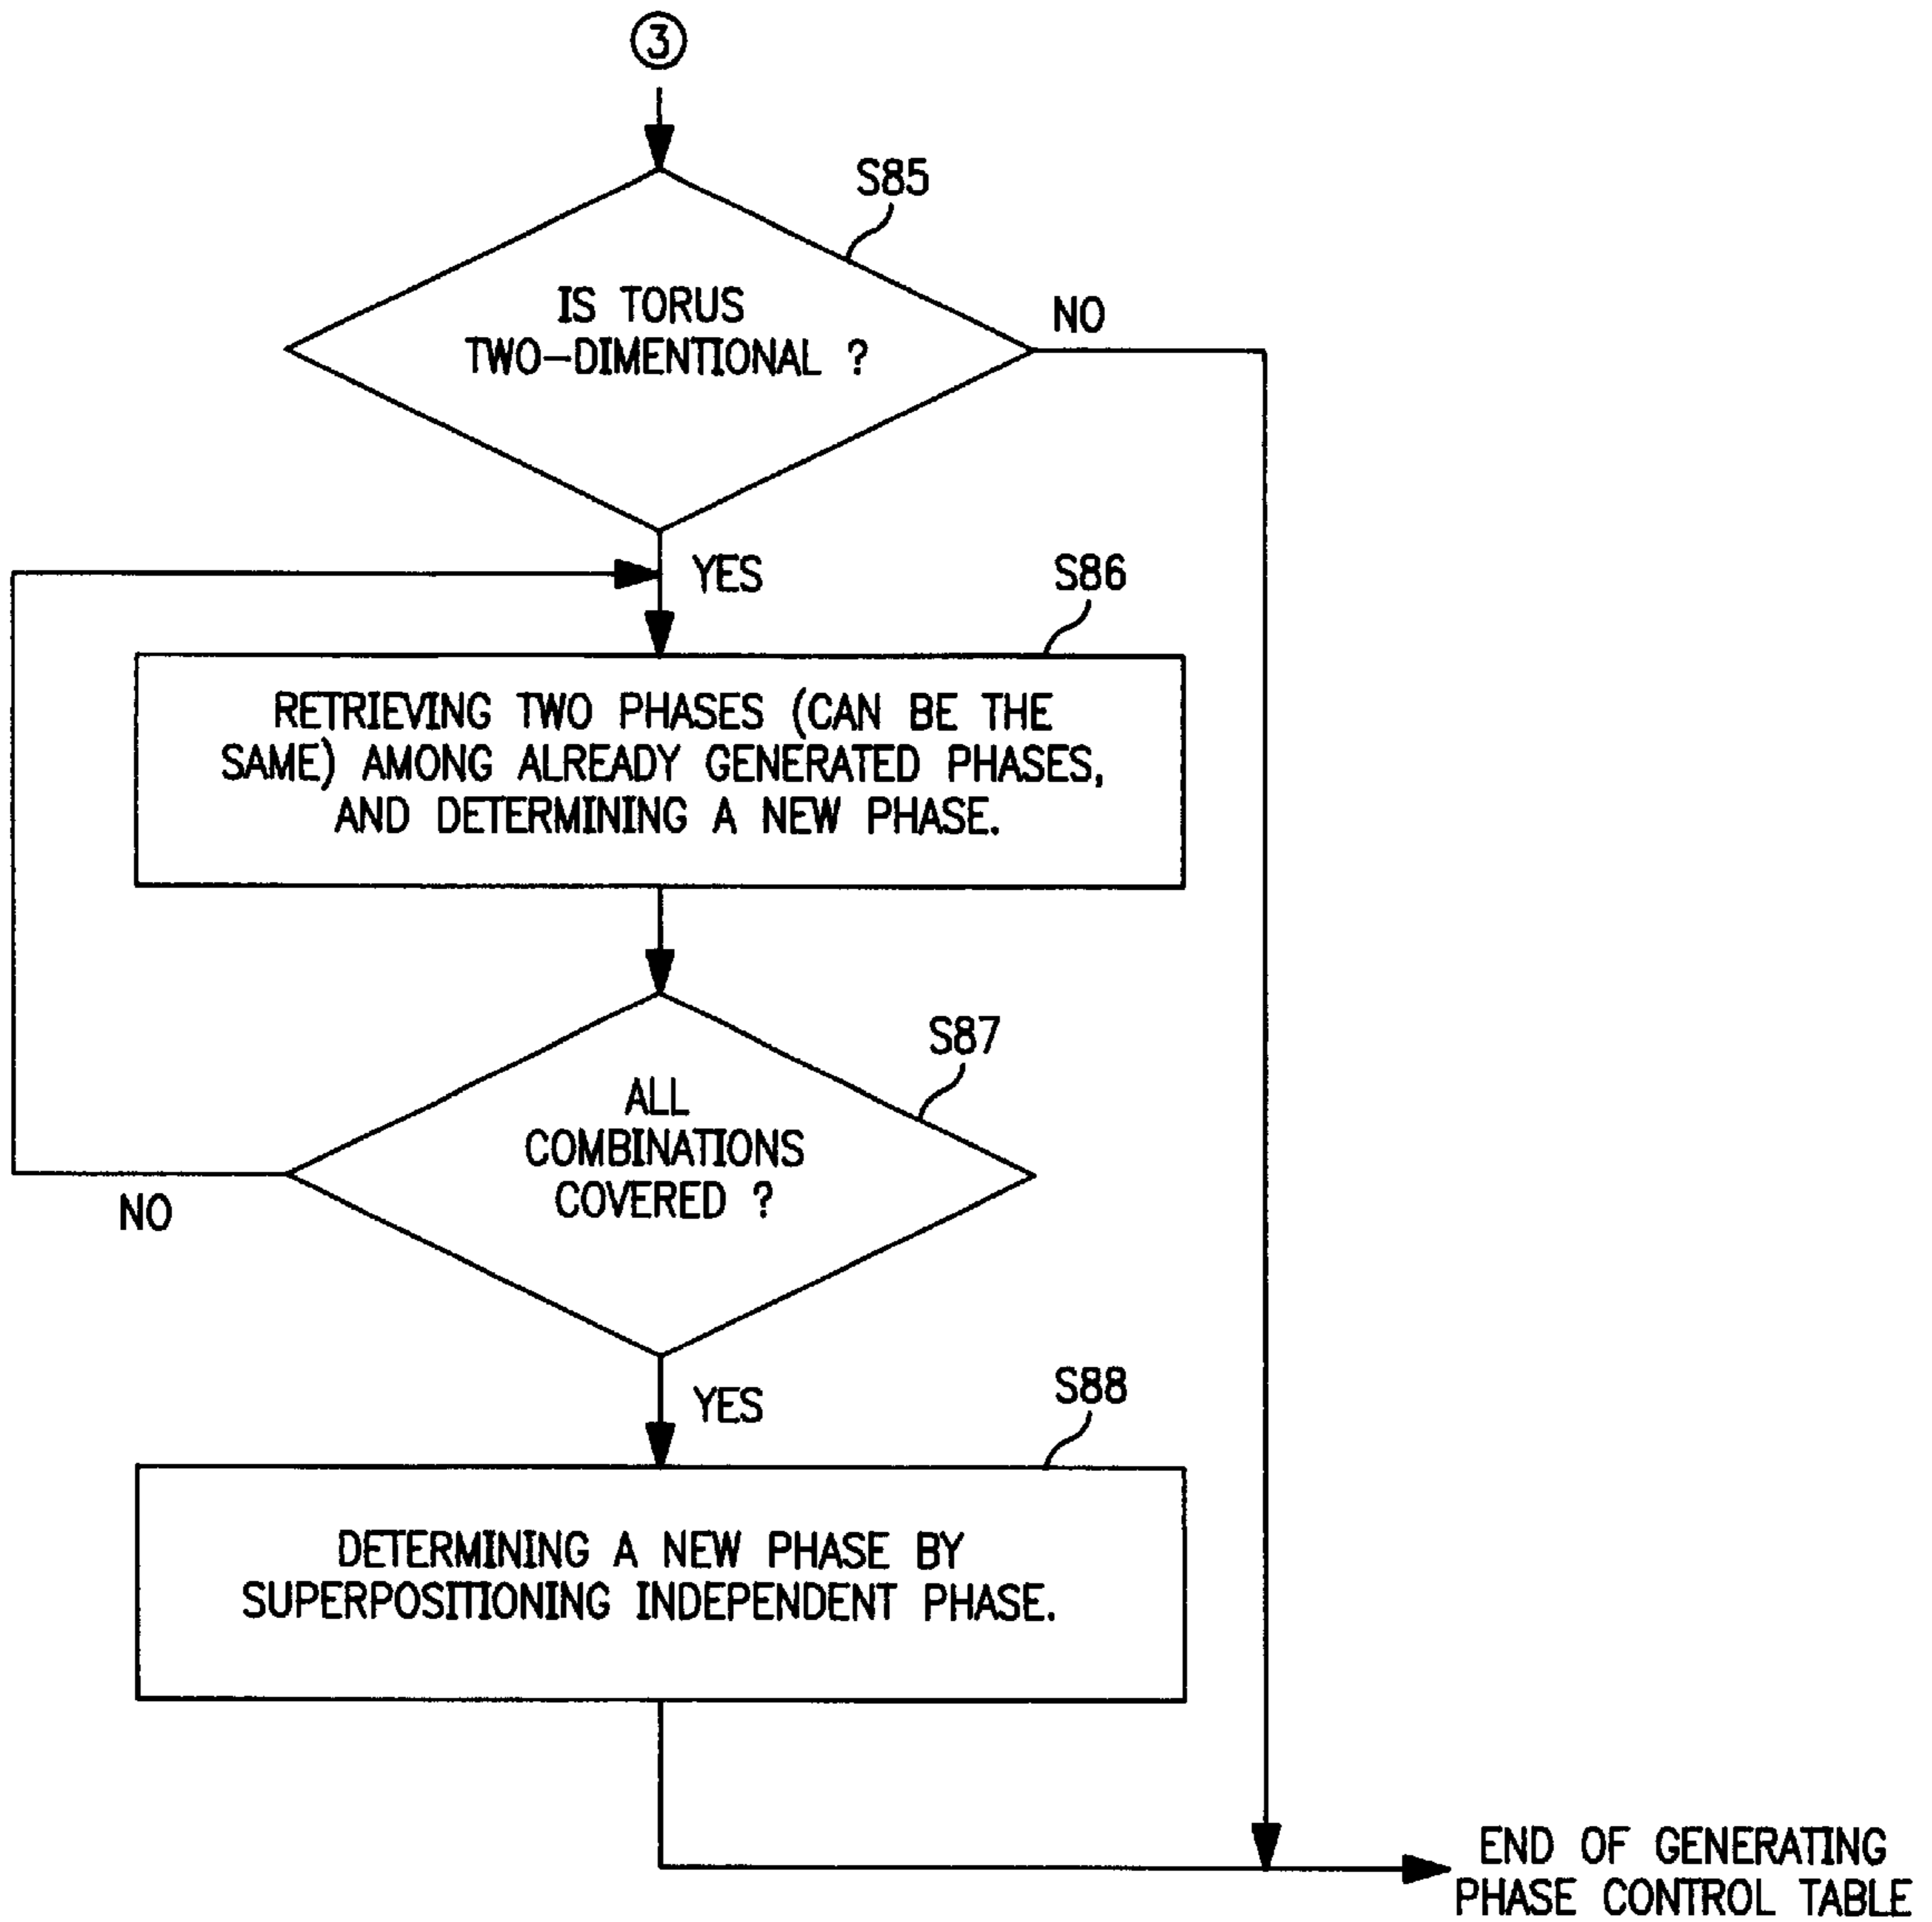 3
S85
IS TORUS
TWO-DIMENTIONAL ?
NO
YES
S86
RETRIEVING TWO PHASES (CAN BE THE
SAME) AMONG ALREADY GENERATED PHASES,
AND DETERMINING A NEW PHASE.
S87
ALL
COMBINATIONS
COVERED ?
NO
YES
S88
DETERMINING A NEW PHASE BY
SUPERPOSITIONING INDEPENDENT PHASE.
END OF GENERATING
PHASE CONTROL TABLE